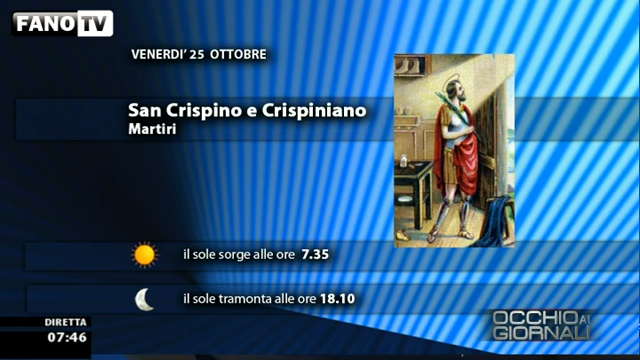 FANO TV
VENERDI' 25 OTTOBRE
San Crispino e Crispiniano
Martiri
il sole sorge alle ore 7.35
il sole tramonta alle ore 18.10
DIRETTA
07:46
OCCHIO AI
GIORNALI